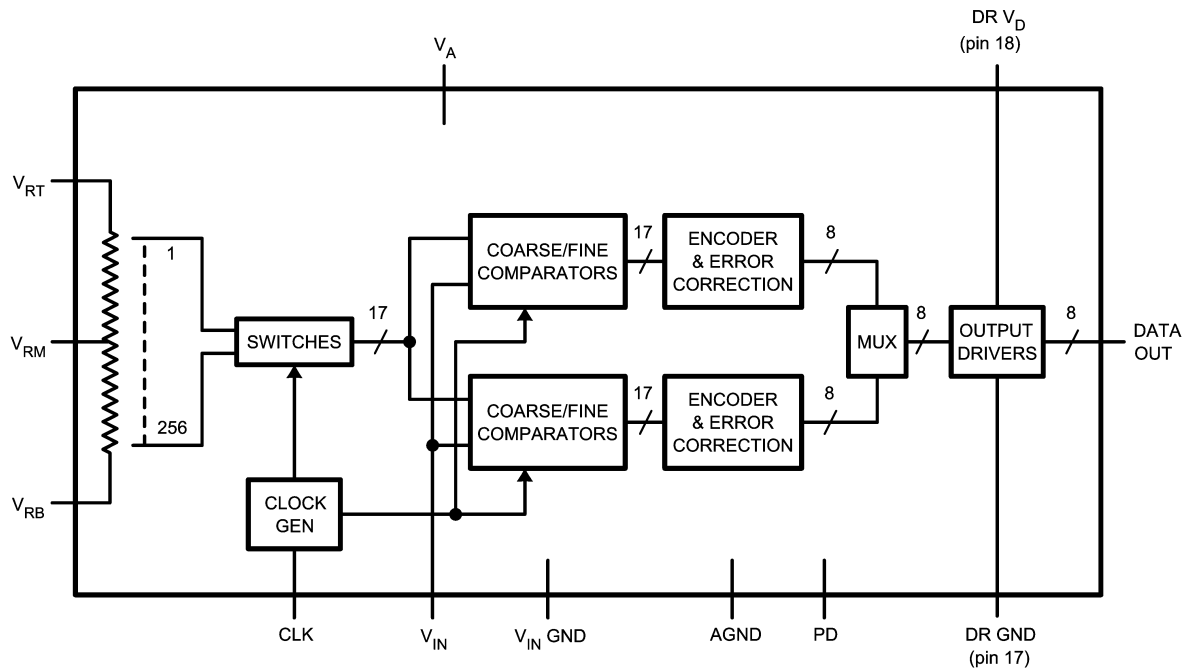 DR V_D
(pin 18)
V_A
V_RT
1
17
COARSE/FINE
COMPARATORS
17
ENCODER
& ERROR
CORRECTION
8
V_RM
SWITCHES
MUX
8
OUTPUT
DRIVERS
8
DATA
OUT
256
COARSE/FINE
COMPARATORS
17
ENCODER
& ERROR
CORRECTION
8
V_RB
CLOCK
GEN
CLK
V_IN
V_IN GND
AGND
PD
DR GND
(pin 17)